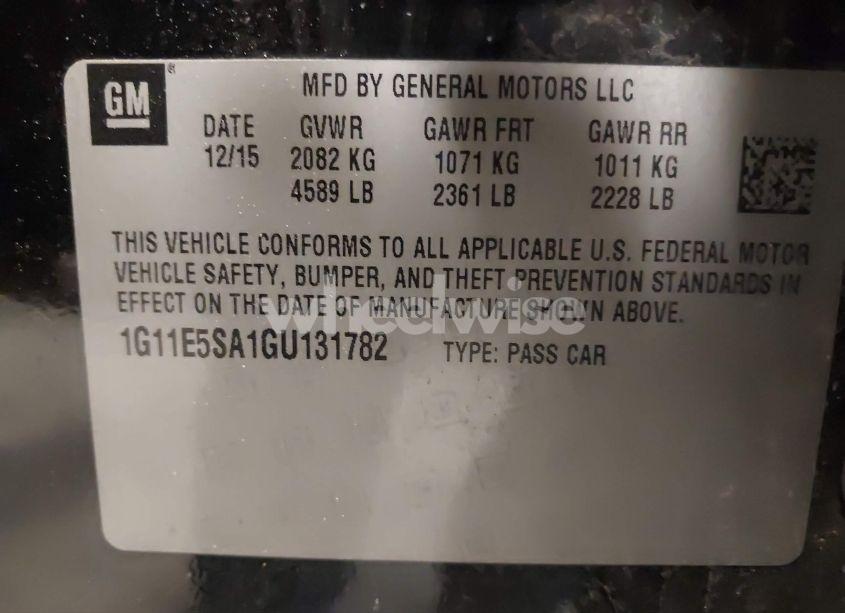 GM
MFD BY GENERAL MOTORS LLC
DATE GVWR GAWR FRT GAWR RR
12/15 2082 KG 1071 KG 1011 KG
4589 LB 2361 LB 2228 LB
THIS VEHICLE CONFORMS TO ALL APPLICABLE U.S. FEDERAL MOTOR
VEHICLE SAFETY, BUMPER, AND THEFT PREVENTION STANDARDS IN
EFFECT ON THE DATE OF MANUFACTURE SHOWN ABOVE.
wheelwise
1G11E5SA1GU131782 TYPE: PASS CAR